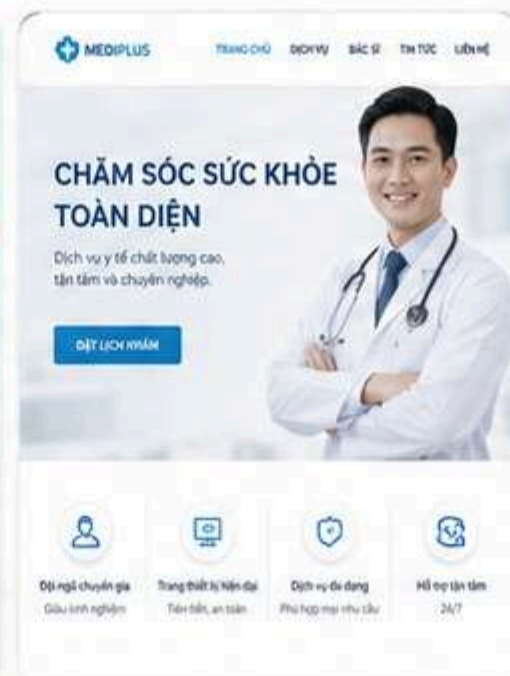 MEDIPLUS
TRANG CHỦ DỊCH VỤ BÁC SĨ TIN TỨC LIÊN HỆ
CHĂM SÓC SỨC KHỎE
TOÀN DIỆN
Dịch vụ y tế chất lượng cao,
tận tâm và chuyên nghiệp.
ĐẶT LỊCH KHÁM
Đội ngũ chuyên gia
Giàu kinh nghiệm
Trang thiết bị hiện đại
Tiên tiến, an toàn
Dịch vụ đa dạng
Phù hợp mọi nhu cầu
Hỗ trợ tận tâm
24/7